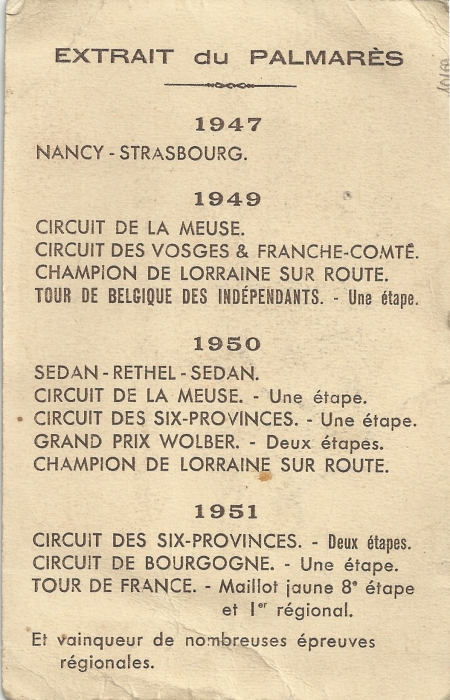 EXTRAIT du PALMARÈS
1947
NANCY - STRASBOURG.
1949
CIRCUIT DE LA MEUSE.
CIRCUIT DES VOSGES & FRANCHE-COMTÉ.
CHAMPION DE LORRAINE SUR ROUTE.
TOUR DE BELGIQUE DES INDÉPENDANTS. - Une étape.
1950
SEDAN - RETHEL - SEDAN.
CIRCUIT DE LA MEUSE. - Une étape.
CIRCUIT DES SIX-PROVINCES. - Une étape.
GRAND PRIX WOLBER. - Deux étapes.
CHAMPION DE LORRAINE SUR ROUTE.
1951
CIRCUIT DES SIX-PROVINCES. - Deux étapes.
CIRCUIT DE BOURGOGNE. - Une étape.
TOUR DE FRANCE. - Maillot jaune 8ᵉ étape
et 1ᵉʳ régional.
Et vainqueur de nombreuses épreuves
régionales.